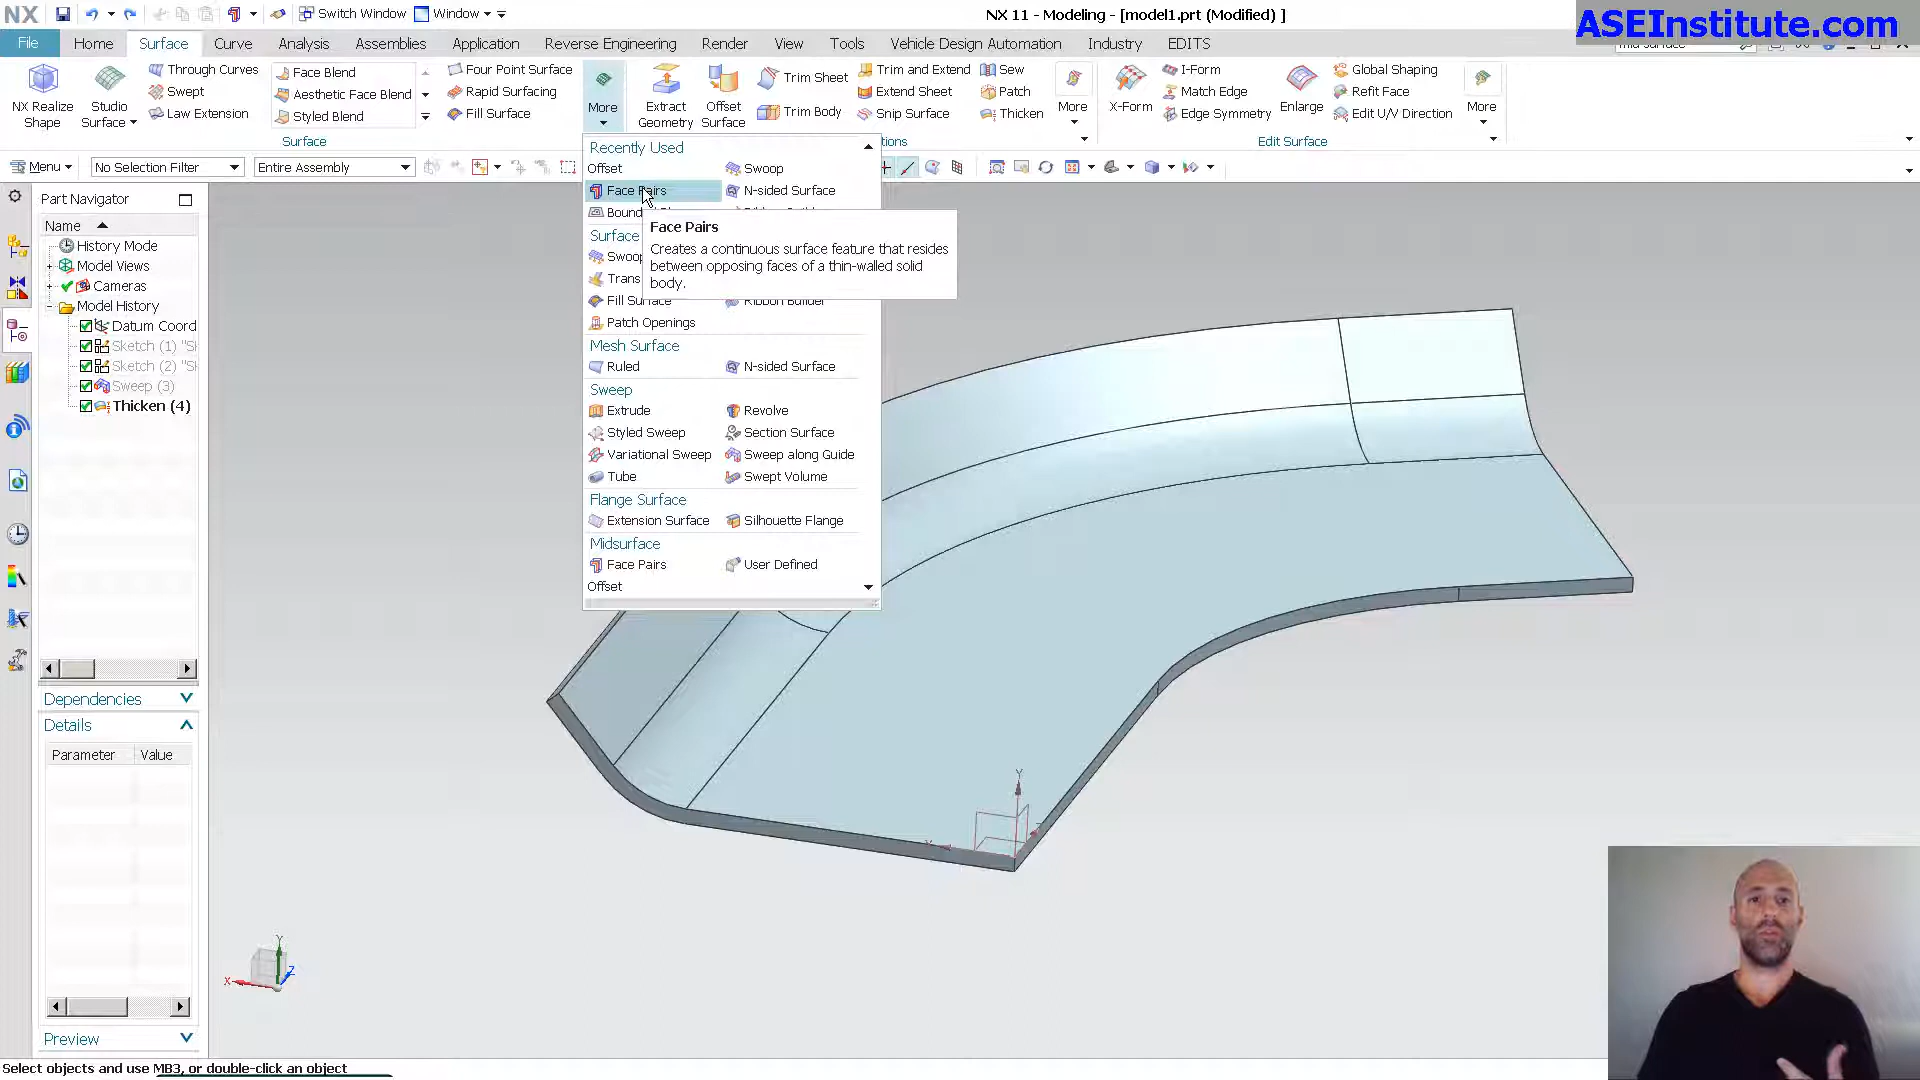 NX
Switch Window
Window
NX 11 - Modeling - [model1.prt (Modified) ]
ASEInstitute.com
File
Home
Surface
Curve
Analysis
Assemblies
Application
Reverse Engineering
Render
View
Tools
Vehicle Design Automation
Industry
EDITS
NX Realize
Shape
Studio
Surface
Through Curves
Swept
Law Extension
Face Blend
Aesthetic Face Blend
Styled Blend
Four Point Surface
Rapid Surfacing
Fill Surface
More
Extract
Geometry
Offset
Surface
Trim Sheet
Trim Body
Trim and Extend
Extend Sheet
Snip Surface
Sew
Patch
Thicken
More
X-Form
I-Form
Match Edge
Edge Symmetry
Enlarge
Global Shaping
Refit Face
Edit U/V Direction
More
Surface
Edit Surface
Menu
No Selection Filter
Entire Assembly
Recently Used
Offset
Swoop
Face Pairs
N-sided Surface
Face Pairs
Creates a continuous surface feature that resides
between opposing faces of a thin-walled solid
body.
Surface
Fill Surface
Ribbon Builder
Patch Openings
Mesh Surface
Ruled
N-sided Surface
Sweep
Extrude
Revolve
Styled Sweep
Section Surface
Variational Sweep
Sweep along Guide
Tube
Swept Volume
Flange Surface
Extension Surface
Silhouette Flange
Midsurface
Face Pairs
User Defined
Offset
Part Navigator
Name
History Mode
Model Views
Cameras
Model History
Datum Coord
Sketch (1) "S
Sketch (2) "S
Sweep (3)
Thicken (4)
Dependencies
Details
Parameter
Value
Preview
Y
X
Z
Y
Select objects and use MB3, or double-click an object